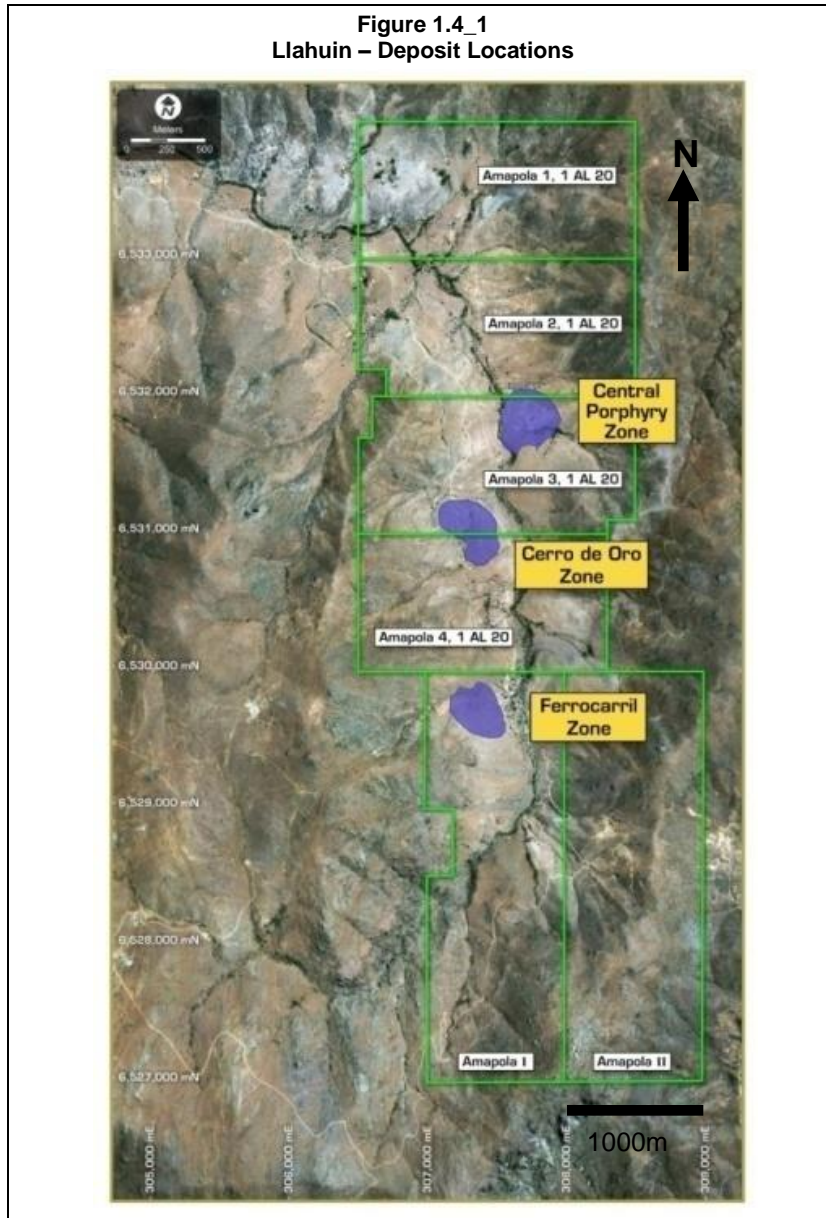 Figure 1.4_1
Llahuin – Deposit Locations
N
Meters
0 250 500
N
Amapola 1, 1 AL 20
6,533,000 mN
Amapola 2, 1 AL 20
6,532,000 mN
Central
Porphyry
Zone
Amapola 3, 1 AL 20
6,531,000 mN
Cerro de Oro
Zone
Amapola 4, 1 AL 20
6,530,000 mN
Ferrocarril
Zone
6,529,000 mN
6,528,000 mN
6,527,000 mN
Amapola I
Amapola II
1000m
305,000 mE
306,000 mE
307,000 mE
308,000 mE
309,000 mE